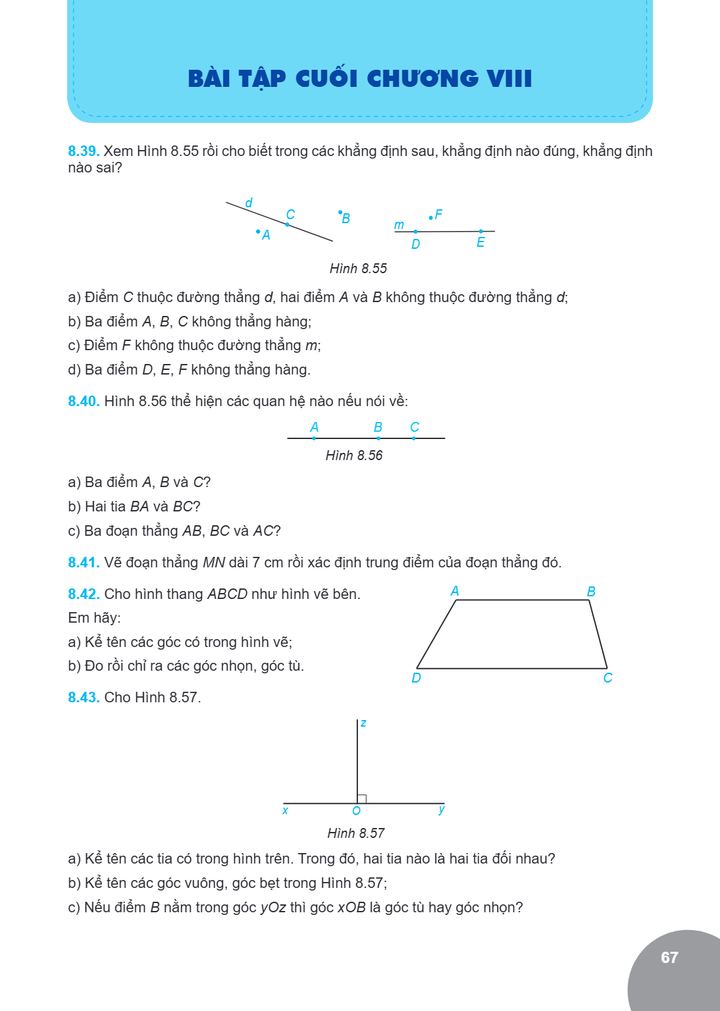 BÀI TẬP CUỐI CHƯƠNG VIII
8.39. Xem Hình 8.55 rồi cho biết trong các khẳng định sau, khẳng định nào đúng, khẳng định
nào sai?
d
C
B
A
m
F
D
E
Hình 8.55
a) Điểm C thuộc đường thẳng d, hai điểm A và B không thuộc đường thẳng d;
b) Ba điểm A, B, C không thẳng hàng;
c) Điểm F không thuộc đường thẳng m;
d) Ba điểm D, E, F không thẳng hàng.
8.40. Hình 8.56 thể hiện các quan hệ nào nếu nói về:
A B C
Hình 8.56
a) Ba điểm A, B và C?
b) Hai tia BA và BC?
c) Ba đoạn thẳng AB, BC và AC?
8.41. Vẽ đoạn thẳng MN dài 7 cm rồi xác định trung điểm của đoạn thẳng đó.
8.42. Cho hình thang ABCD như hình vẽ bên.
Em hãy:
a) Kể tên các góc có trong hình vẽ;
b) Đo rồi chỉ ra các góc nhọn, góc tù.
A B
D C
8.43. Cho Hình 8.57.
z
x O y
Hình 8.57
a) Kể tên các tia có trong hình trên. Trong đó, hai tia nào là hai tia đối nhau?
b) Kể tên các góc vuông, góc bẹt trong Hình 8.57;
c) Nếu điểm B nằm trong góc yOz thì góc xOB là góc tù hay góc nhọn?
67